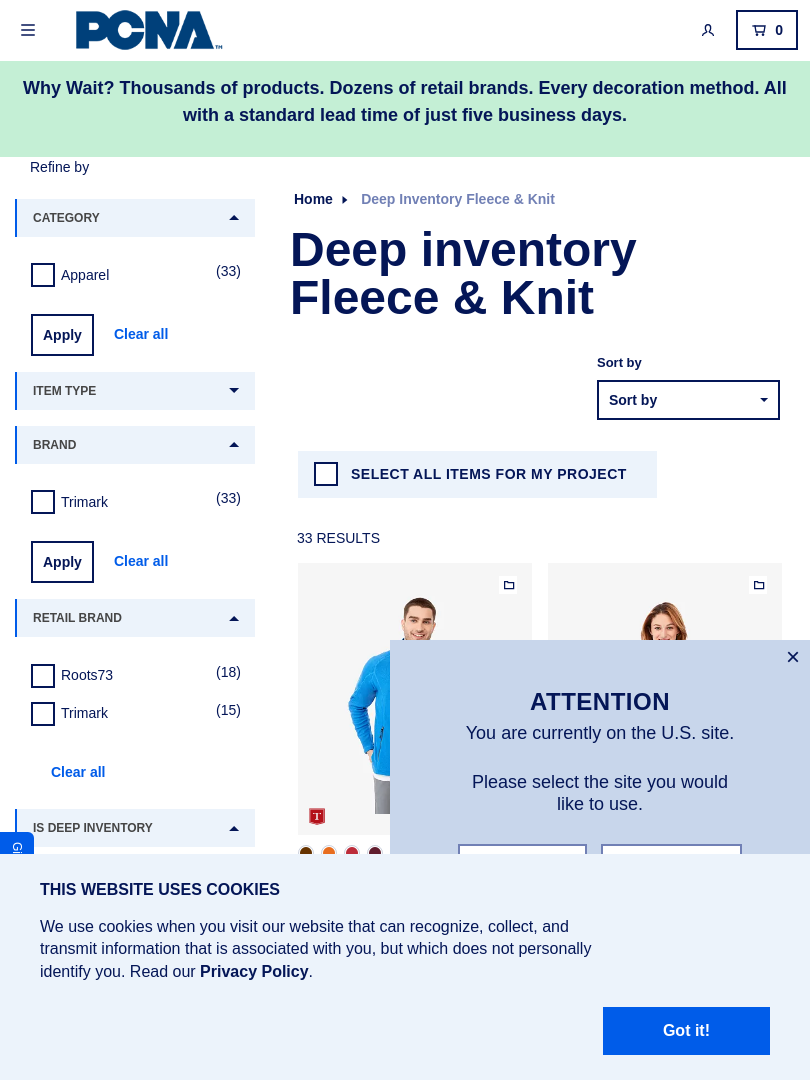 PCNA
TM
0
Why Wait? Thousands of products. Dozens of retail brands. Every decoration method. All
with a standard lead time of just five business days.
Refine by
CATEGORY
Apparel
(33)
Apply
Clear all
ITEM TYPE
BRAND
Trimark
(33)
Apply
Clear all
RETAIL BRAND
Roots73
(18)
Trimark
(15)
Clear all
IS DEEP INVENTORY
Home
Deep Inventory Fleece & Knit
Deep inventory
Fleece & Knit
Sort by
Sort by
SELECT ALL ITEMS FOR MY PROJECT
33 RESULTS
T
ATTENTION
You are currently on the U.S. site.
Please select the site you would
like to use.
THIS WEBSITE USES COOKIES
We use cookies when you visit our website that can recognize, collect, and
transmit information that is associated with you, but which does not personally
identify you. Read our Privacy Policy.
Got it!